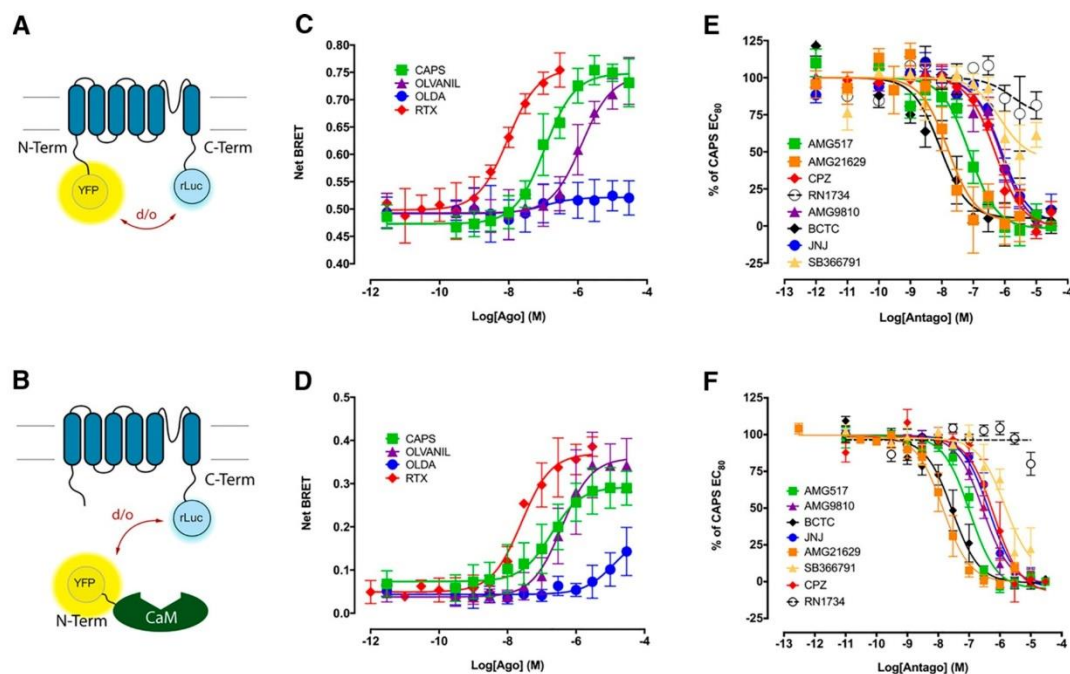 A
N-Term
C-Term
YFP
rLuc
d/o
B
C-Term
d/o
rLuc
YFP
N-Term
CaM
C
0.80
0.75
0.70
0.65
0.60
0.55
0.50
0.45
0.40
Net BRET
CAPS
OLVANIL
OLDA
RTX
-12 -10 -8 -6 -4
Log[Ago] (M)
D
0.5
0.4
0.3
0.2
0.1
0.0
Net BRET
CAPS
OLVANIL
OLDA
RTX
-12 -10 -8 -6 -4
Log[Ago] (M)
E
125
100
75
50
25
0
-25
% of CAPS EC80
AMG517
AMG21629
CPZ
RN1734
AMG9810
BCTC
JNJ
SB366791
-13 -12 -11 -10 -9 -8 -7 -6 -5 -4
Log[Antago] (M)
F
125
100
75
50
25
0
-25
% of CAPS EC80
AMG517
AMG9810
BCTC
JNJ
AMG21629
SB366791
CPZ
RN1734
-13 -12 -11 -10 -9 -8 -7 -6 -5 -4
Log[Antago] (M)